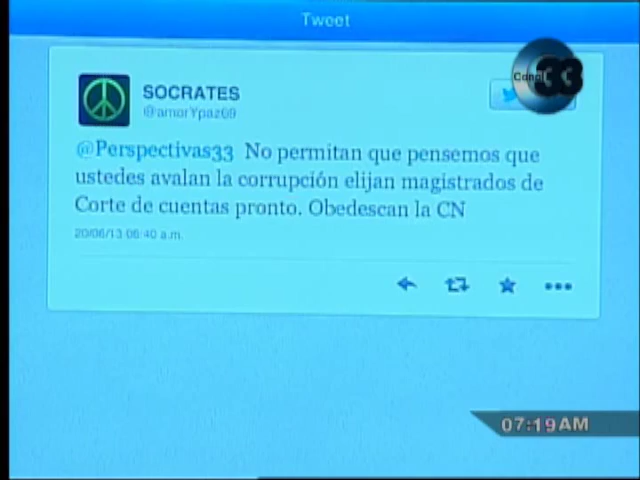 Tweet
Canal 33
SOCRATES
@amorYpaz69
@Perspectivas33 No permitan que pensemos que
ustedes avalan la corrupción elijan magistrados de
Corte de cuentas pronto. Obedescan la CN
20/06/13 06:40 a.m.
07:19AM